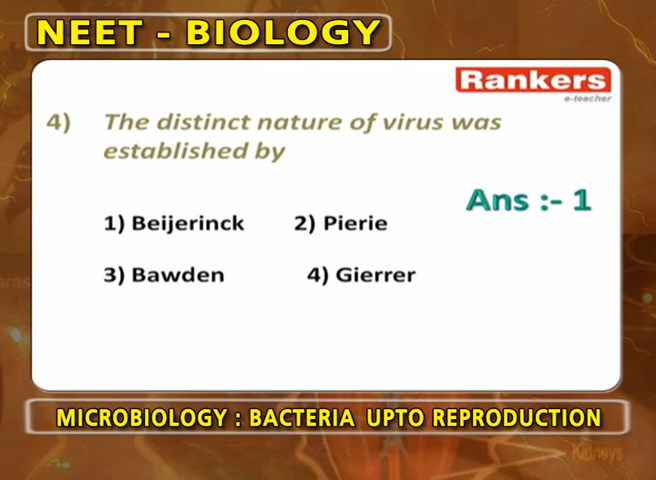 NEET - BIOLOGY
Rankers
e-teacher
4) The distinct nature of virus was
established by
Ans :- 1
1) Beijerinck 2) Pierie
3) Bawden 4) Gierrer
MICROBIOLOGY : BACTERIA UPTO REPRODUCTION
Kidneys